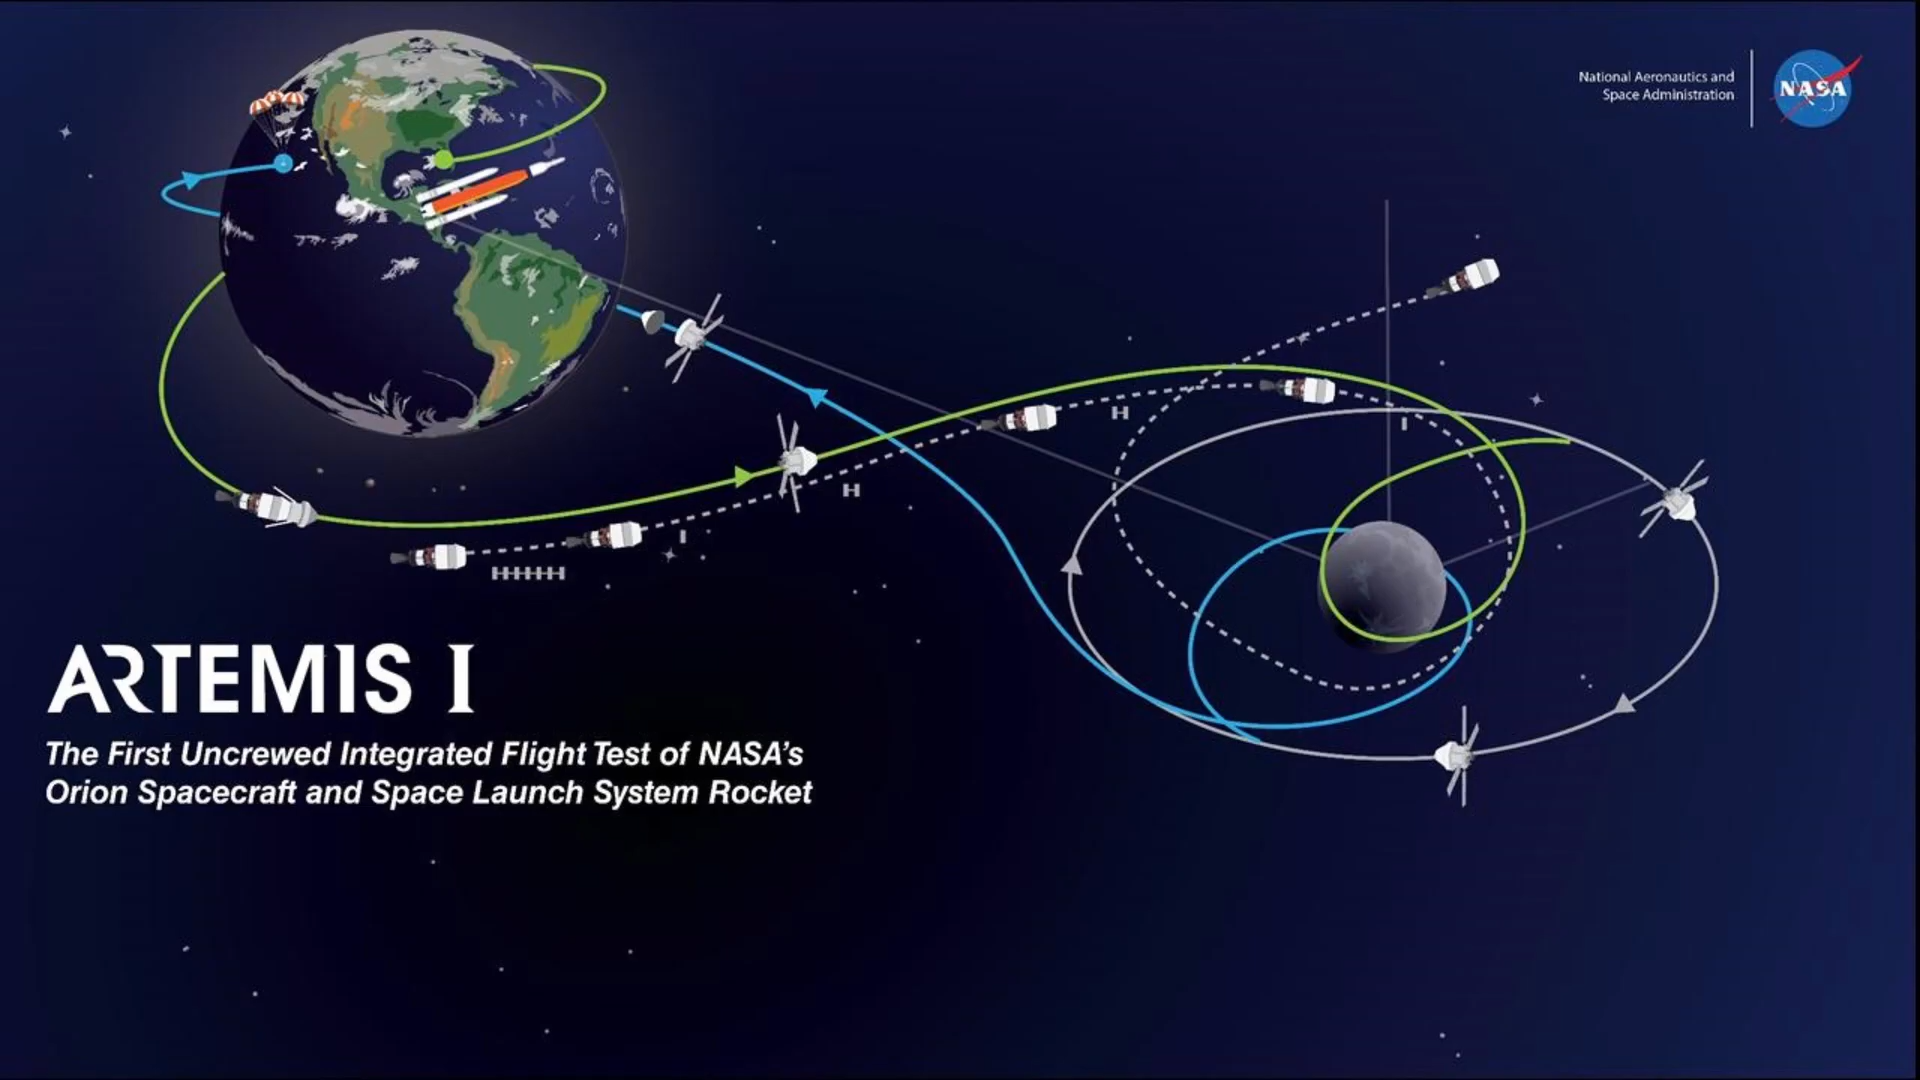 National Aeronautics and
Space Administration
NASA
ARTEMIS I
The First Uncrewed Integrated Flight Test of NASA's
Orion Spacecraft and Space Launch System Rocket